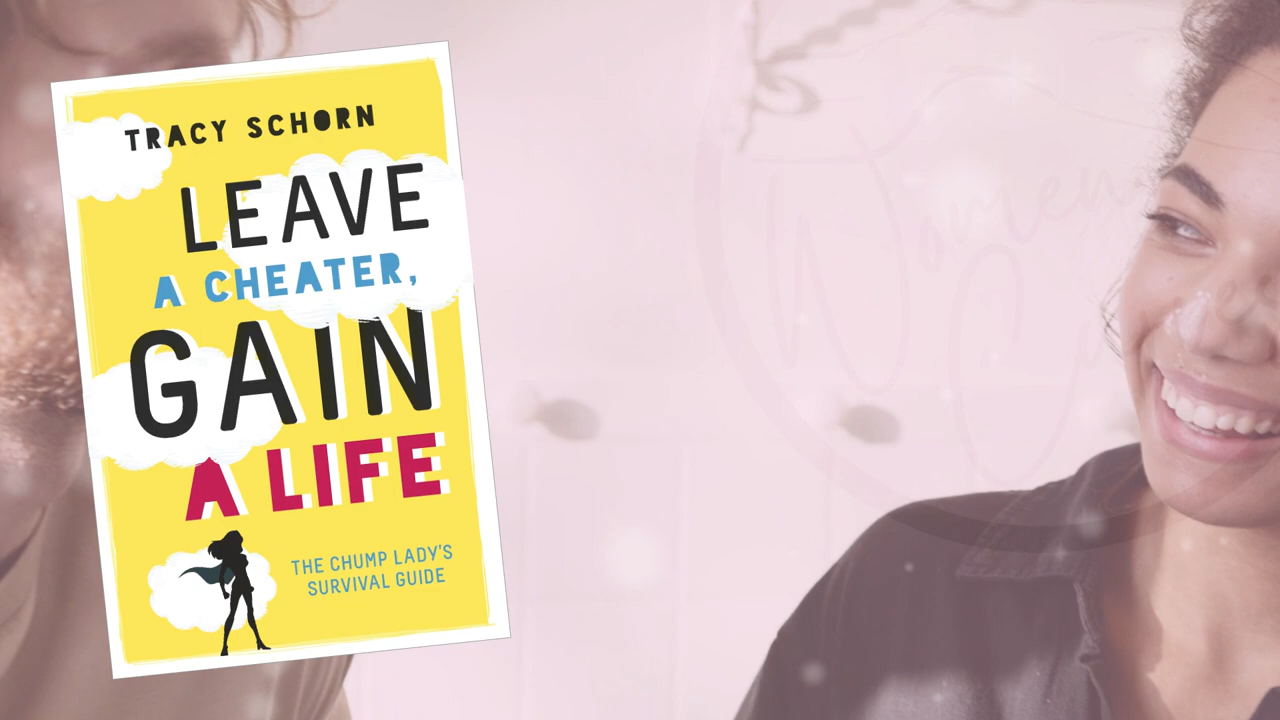 TRACY SCHORN
LEAVE
A CHEATER,
GAIN
A LIFE
THE CHUMP LADY'S
SURVIVAL GUIDE